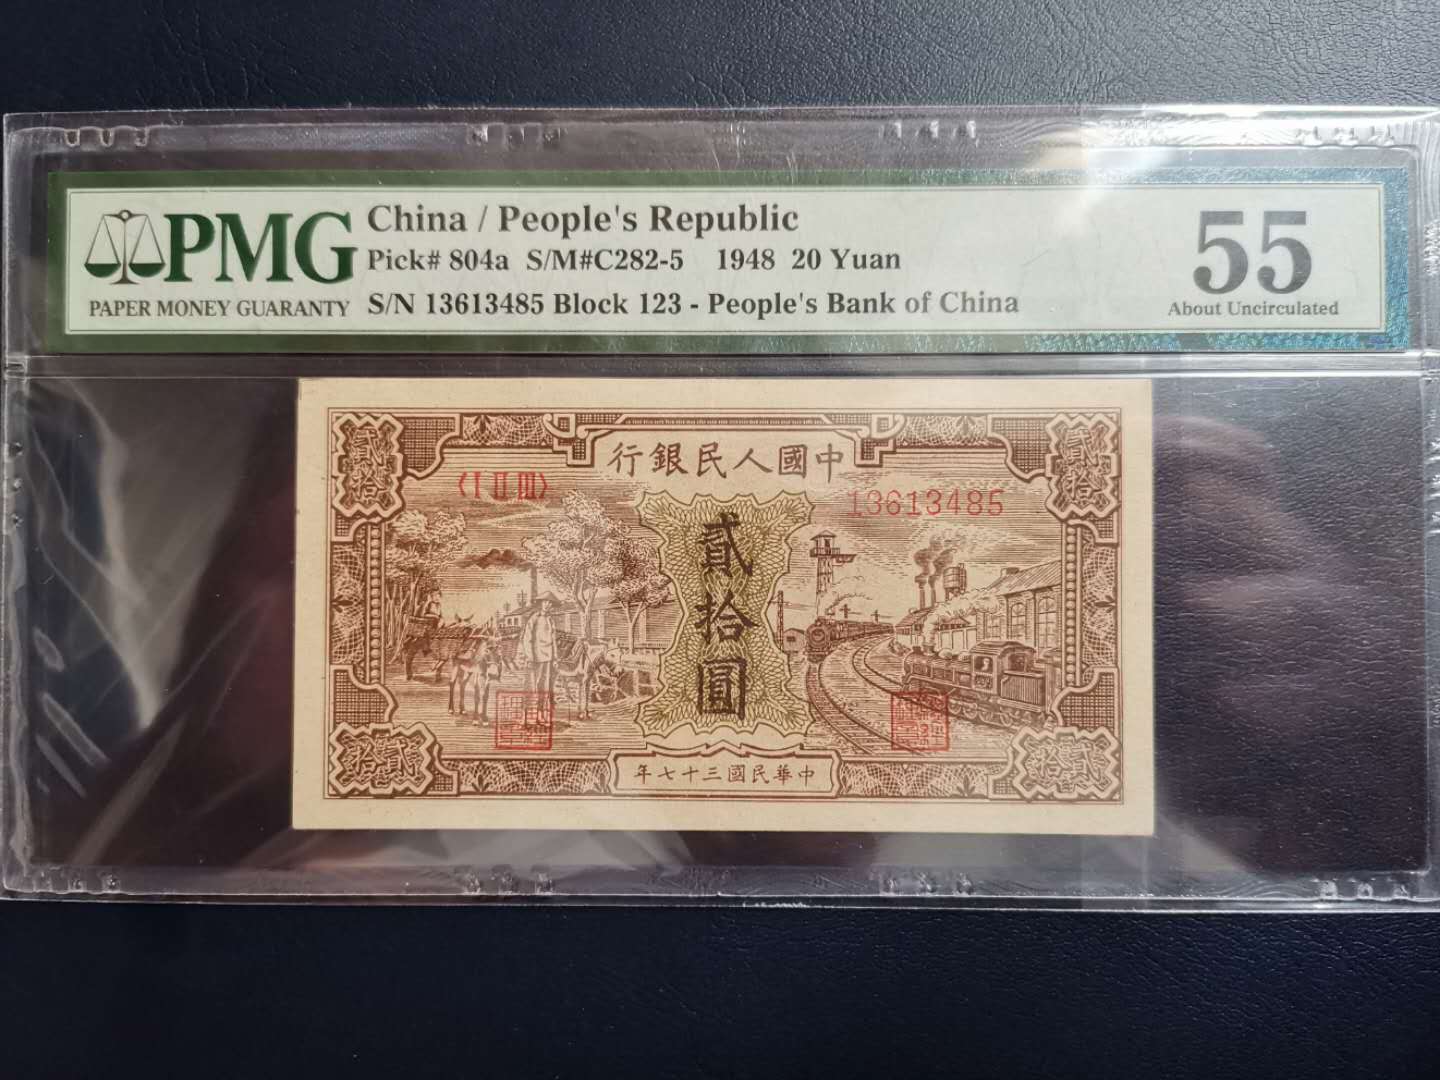 PMG
PAPER MONEY GUARANTY
China / People's Republic
Pick# 804a S/M#C282-5 1948 20 Yuan
S/N 13613485 Block 123 - People's Bank of China
55
About Uncirculated
行銀民人國中
貳拾
貳拾
〈I II III〉
13613485
貳拾圓
拾貳
年七十三國民華中
拾貳